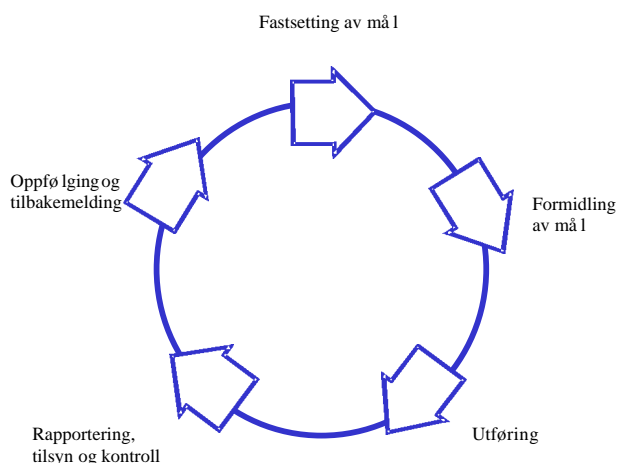 Fastsetting av mål
Formidling
av mål
Utføring
Rapportering,
tilsyn og kontroll
Oppfølging og
tilbakemelding